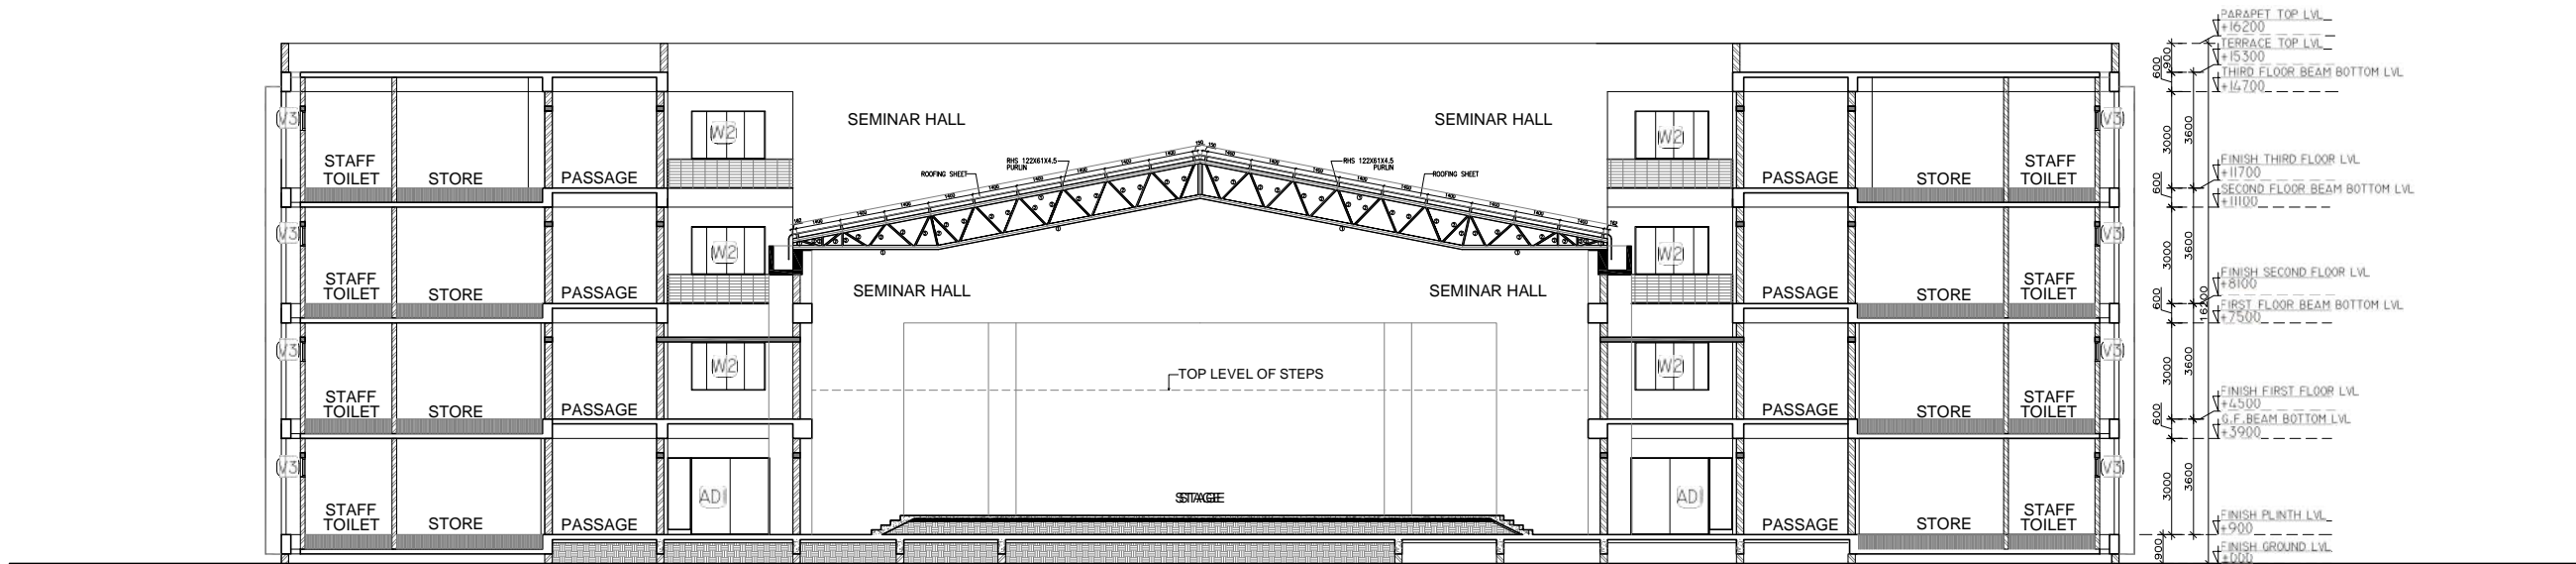 PARAPET TOP LVL
+16200
TERRACE TOP LVL
+15300
THIRD FLOOR BEAM BOTTOM LVL
+14700
600
900
V3
W2
SEMINAR HALL
SEMINAR HALL
W2
V3
3000
3600
STAFF
TOILET
STORE
PASSAGE
RHS 122X61X4.5
PURLIN
ROOFING SHEET
RHS 122X61X4.5
PURLIN
ROOFING SHEET
PASSAGE
STORE
STAFF
TOILET
FINISH THIRD FLOOR LVL
+11700
600
SECOND FLOOR BEAM BOTTOM LVL
+11100
V3
W2
W2
V3
3000
3600
STAFF
TOILET
STORE
PASSAGE
SEMINAR HALL
SEMINAR HALL
PASSAGE
STORE
STAFF
TOILET
FINISH SECOND FLOOR LVL
+8100
600
16200
FIRST FLOOR BEAM BOTTOM LVL
+7500
V3
W2
TOP LEVEL OF STEPS
W2
V3
3000
3600
STAFF
TOILET
STORE
PASSAGE
PASSAGE
STORE
STAFF
TOILET
FINISH FIRST FLOOR LVL
+4500
600
G.F.BEAM BOTTOM LVL
+3900
V3
AD1
STAGE
AD1
V3
3000
3600
STAFF
TOILET
STORE
PASSAGE
PASSAGE
STORE
STAFF
TOILET
FINISH PLINTH LVL
+900
900
FINISH GROUND LVL
±000